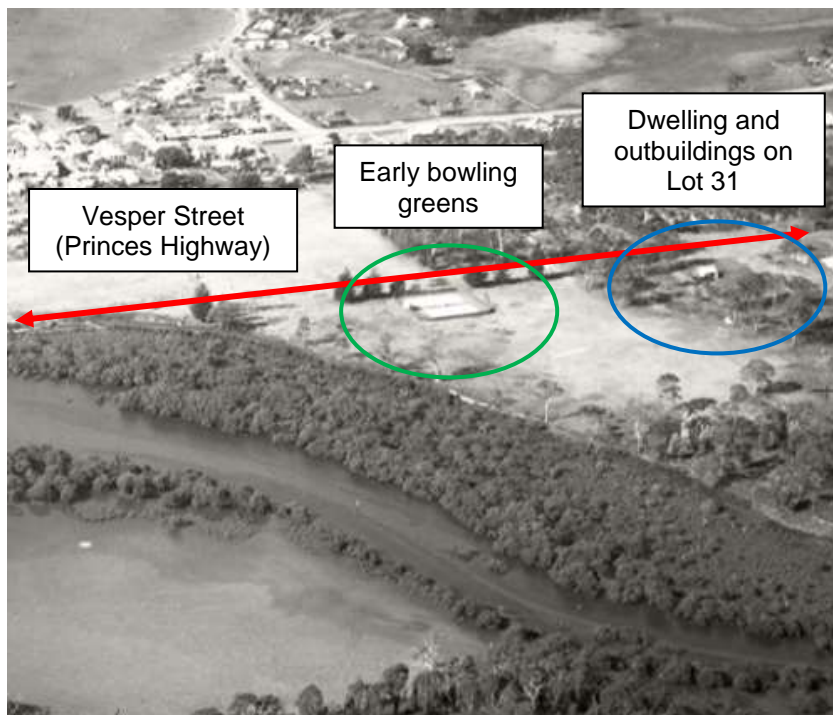 Vesper Street
(Princes Highway)
Early bowling
greens
Dwelling and
outbuildings on
Lot 31